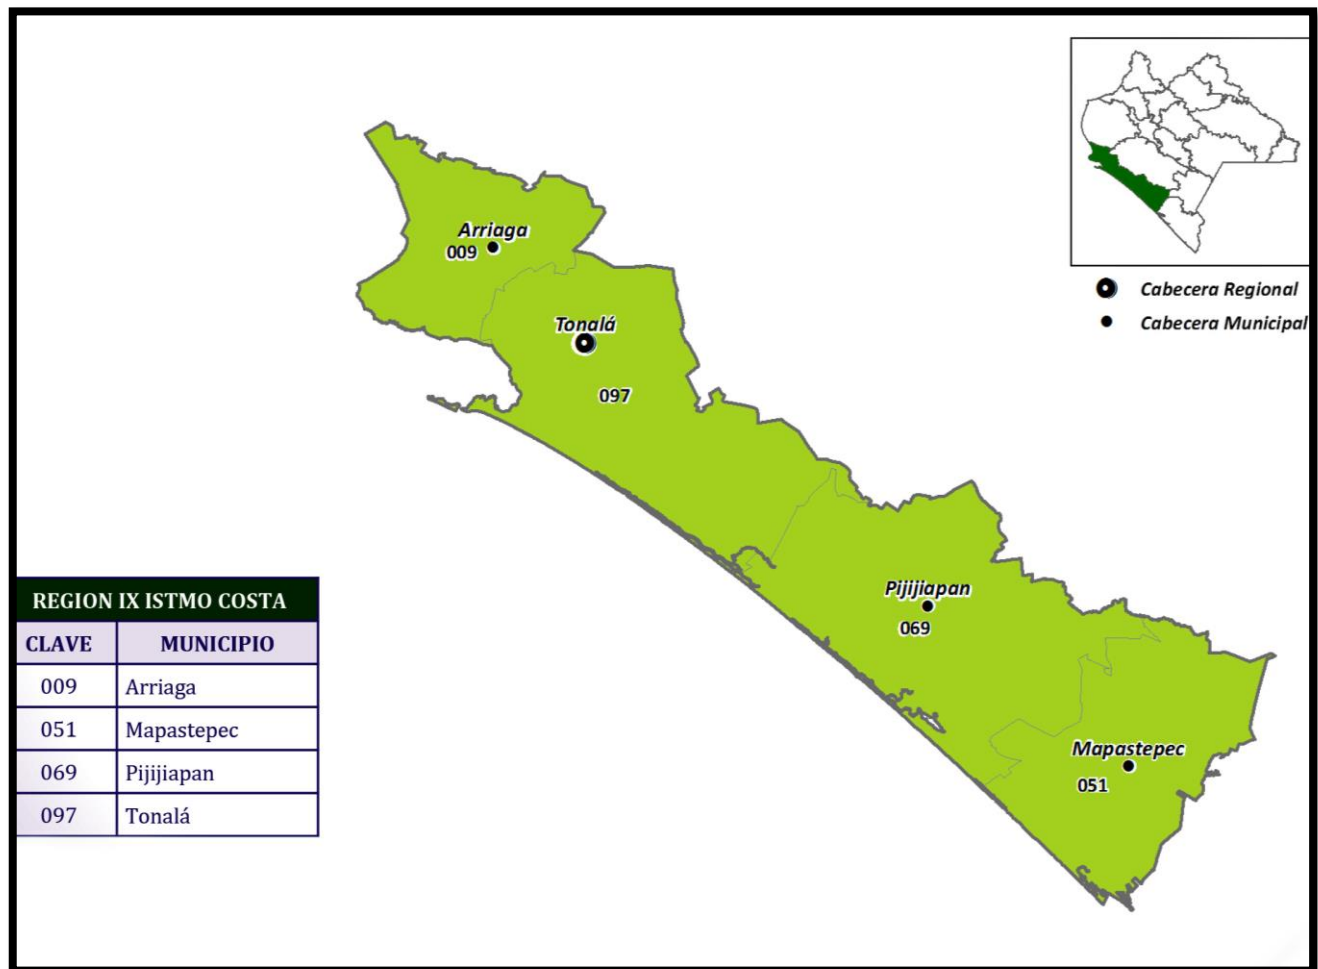 Arriaga
009
Tonalá
097
Pijijiapan
069
Mapastepec
051
Cabecera Regional
Cabecera Municipal
REGION IX ISTMO COSTA
CLAVE MUNICIPIO
009 Arriaga
051 Mapastepec
069 Pijijiapan
097 Tonalá